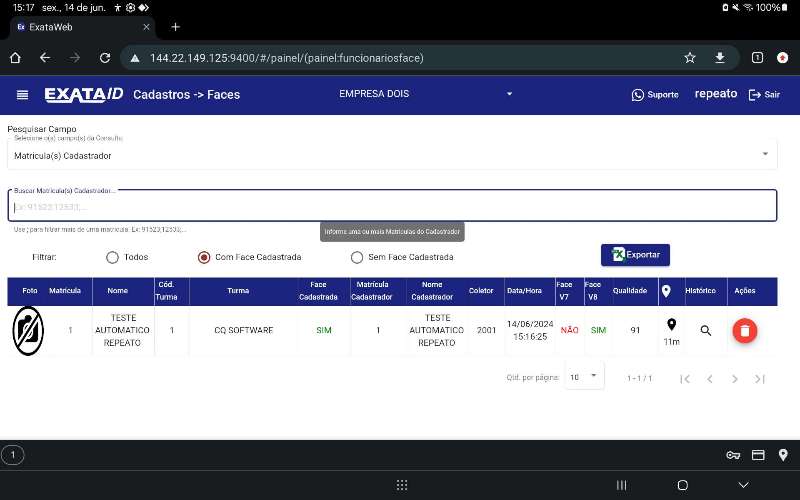 15:17 sex., 14 de jun. 100%
Ex ExataWeb
144.22.149.125:9400/#/painel/(painel:funcionariosface) 1
EXATAID Cadastros -> Faces EMPRESA DOIS Suporte repeato Sair
Pesquisar Campo
Selecione o(s) campo(s) da Consulta
Matrícula(s) Cadastrador
Buscar Matrícula(s) Cadastrador...
Ex: 91523;12533;...
Use ; para filtrar mais de uma matrícula. Ex: 91523;12533;...
Informe uma ou mais Matrículas do Cadastrador
Filtrar: Todos Com Face Cadastrada Sem Face Cadastrada Exportar
Foto Matrícula Nome Cód. Turma Turma Face Cadastrada Matrícula Cadastrador Nome Cadastrador Coletor Data/Hora Face V7 Face V8 Qualidade Histórico Ações
1 TESTE AUTOMATICO REPEATO 1 CQ SOFTWARE SIM 1 TESTE AUTOMATICO REPEATO 2001 14/06/2024 15:16:25 NÃO SIM 91 11m
Qtd. por página: 10 1 - 1 / 1
1